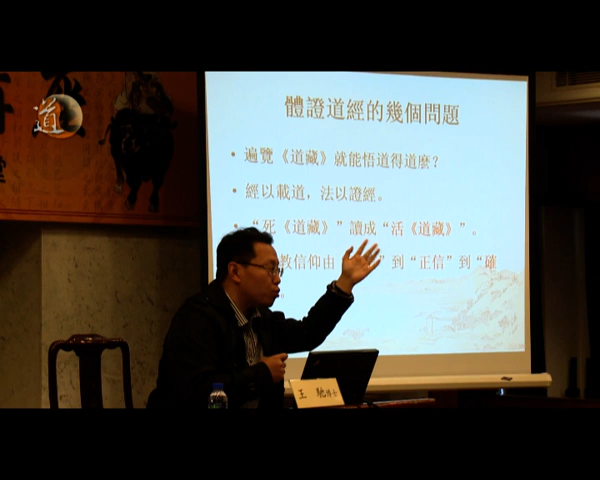 道
體證道經的幾個問題
• 遍覽《道藏》就能悟道得道麼？
• 經以載道，法以證經。
• “死《道藏》”讀成“活《道藏》”。
教信仰由 ”到“正信”到“確
。
王 馳博士